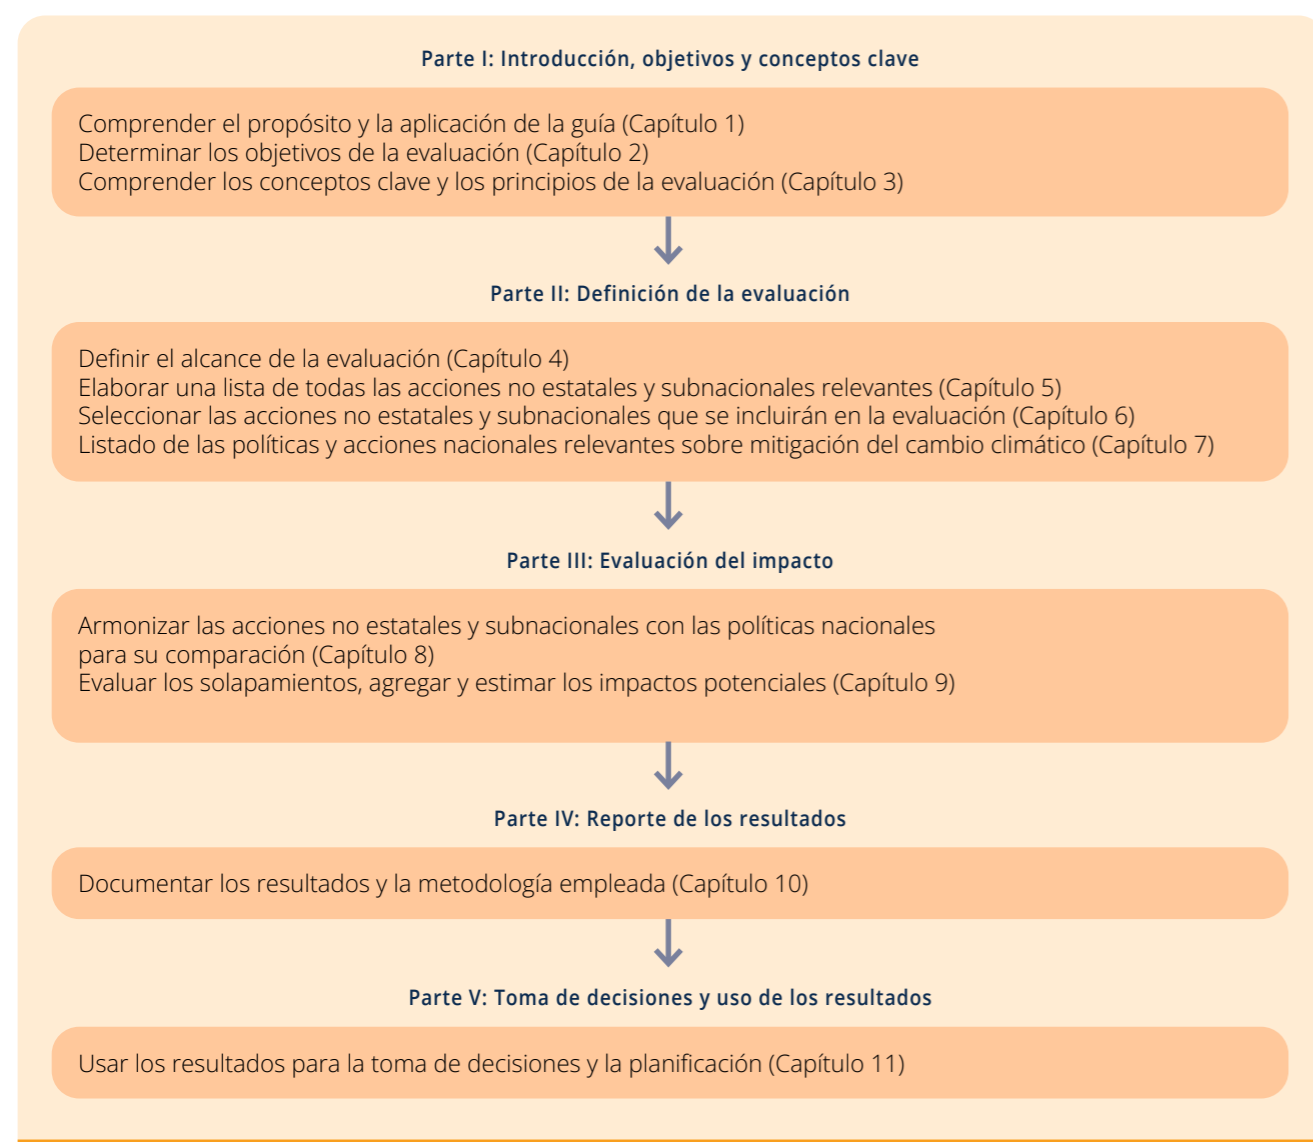 Parte I: Introducción, objetivos y conceptos clave
Comprender el propósito y la aplicación de la guía (Capítulo 1)
Determinar los objetivos de la evaluación (Capítulo 2)
Comprender los conceptos clave y los principios de la evaluación (Capítulo 3)
Parte II: Definición de la evaluación
Definir el alcance de la evaluación (Capítulo 4)
Elaborar una lista de todas las acciones no estatales y subnacionales relevantes (Capítulo 5)
Seleccionar las acciones no estatales y subnacionales que se incluirán en la evaluación (Capítulo 6)
Listado de las políticas y acciones nacionales relevantes sobre mitigación del cambio climático (Capítulo 7)
Parte III: Evaluación del impacto
Armonizar las acciones no estatales y subnacionales con las políticas nacionales
para su comparación (Capítulo 8)
Evaluar los solapamientos, agregar y estimar los impactos potenciales (Capítulo 9)
Parte IV: Reporte de los resultados
Documentar los resultados y la metodología empleada (Capítulo 10)
Parte V: Toma de decisiones y uso de los resultados
Usar los resultados para la toma de decisiones y la planificación (Capítulo 11)